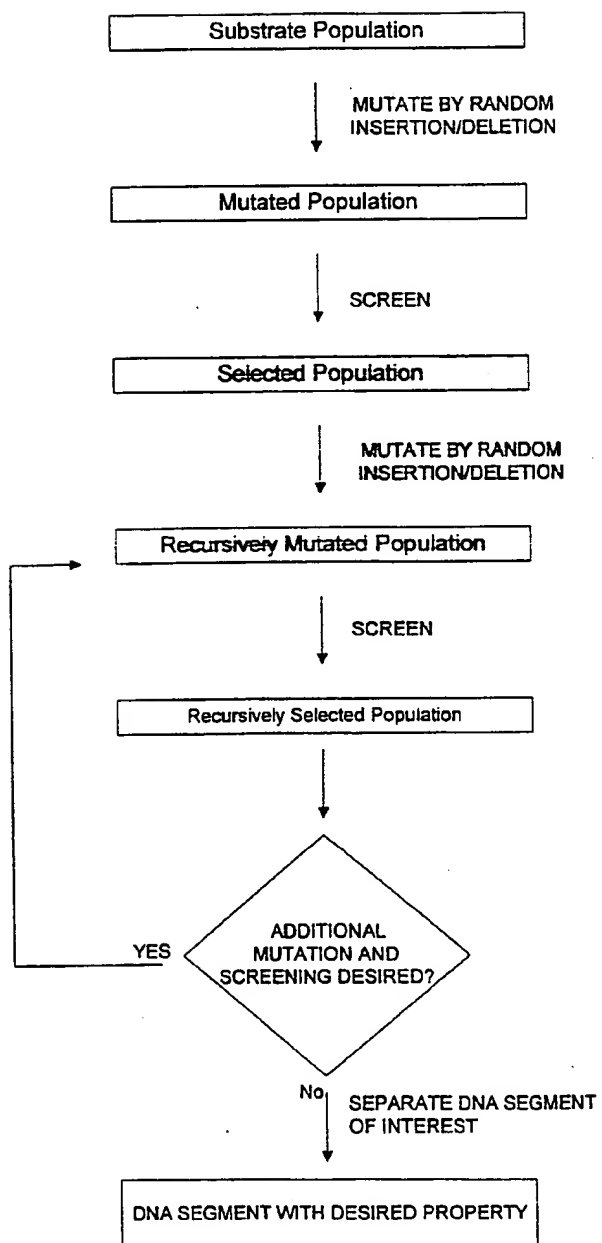 Substrate Population
MUTATE BY RANDOM
INSERTION/DELETION
Mutated Population
SCREEN
Selected Population
MUTATE BY RANDOM
INSERTION/DELETION
Recursively Mutated Population
SCREEN
Recursively Selected Population
ADDITIONAL
MUTATION AND
SCREENING DESIRED?
YES
No
SEPARATE DNA SEGMENT
OF INTEREST
DNA SEGMENT WITH DESIRED PROPERTY